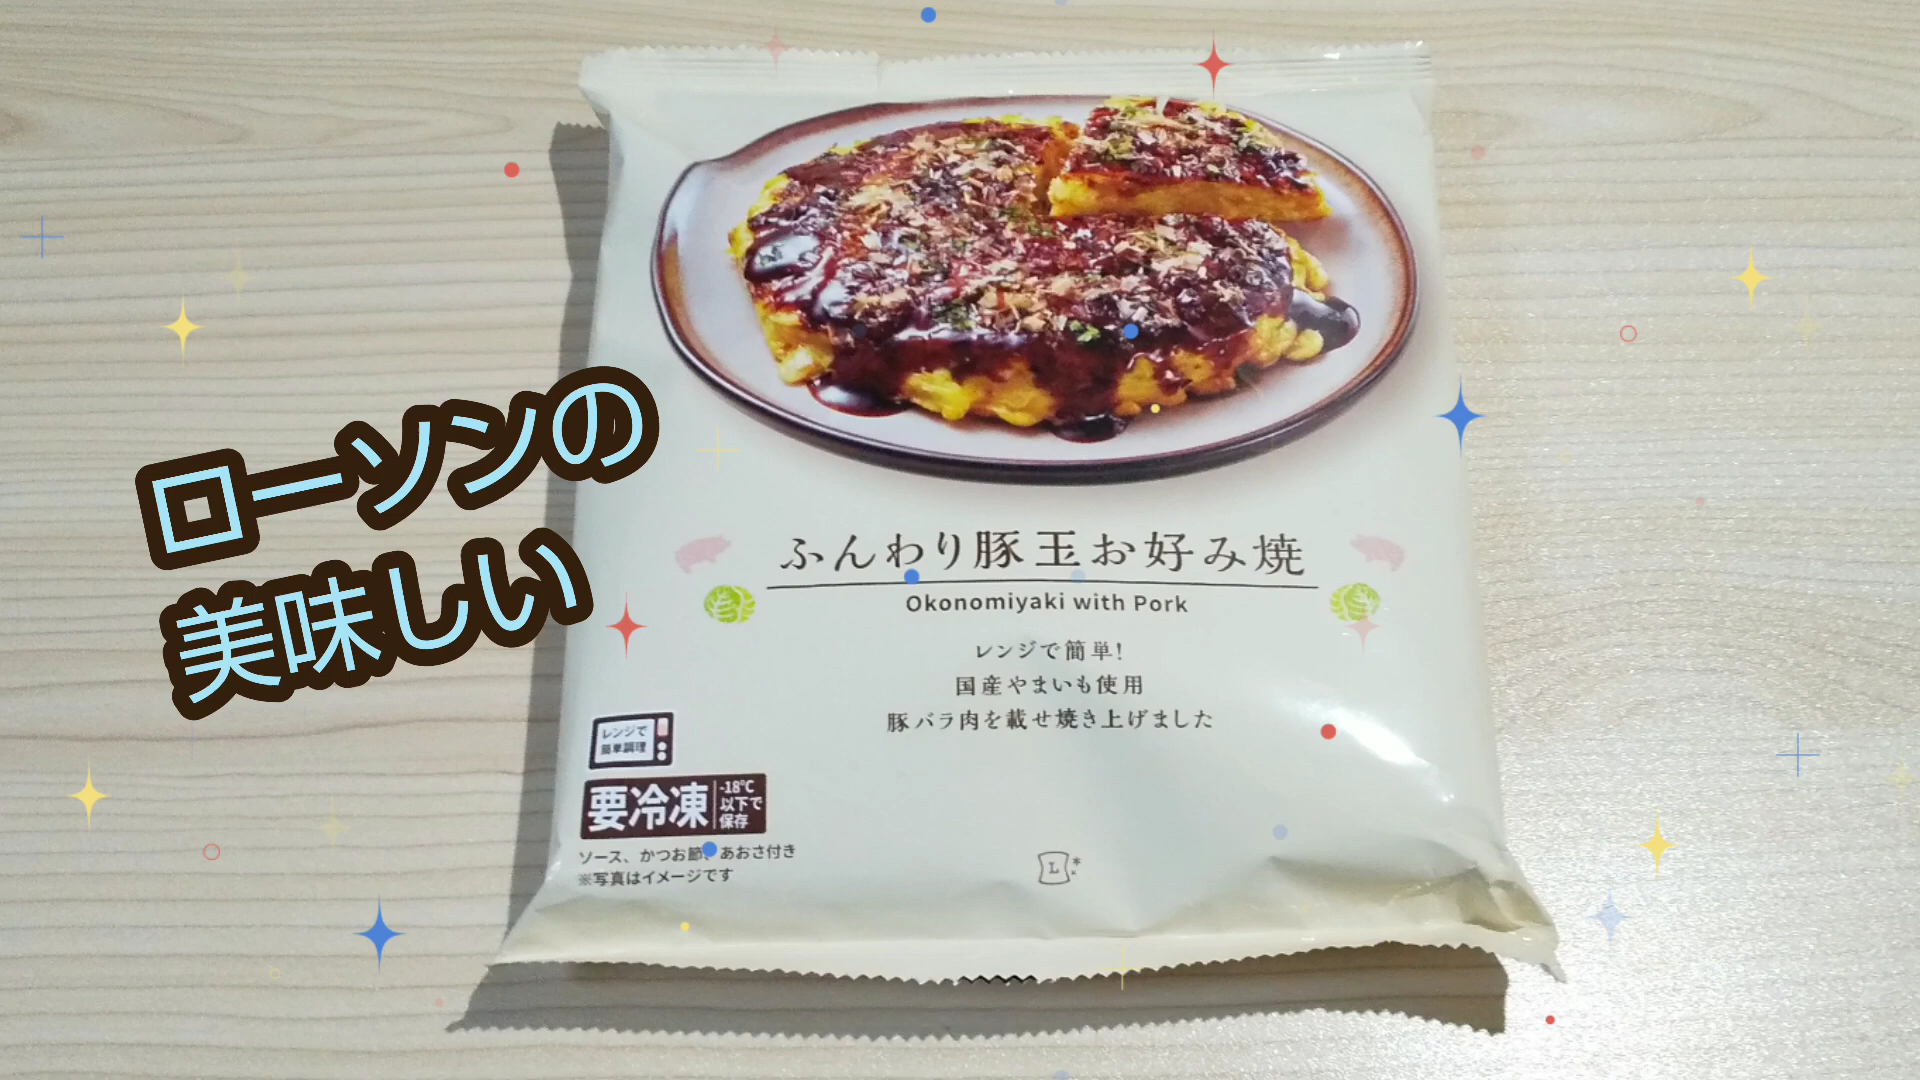 ローソンの
美味しい
ふんわり豚玉お好み焼
Okonomiyaki with Pork
レンジで簡単!
国産やまいも使用
豚バラ肉を載せ焼き上げました
レンジで
簡単調理
要冷凍
-18℃
以下で
保存
ソース、かつお節、あおさ付き
※写真はイメージです
L